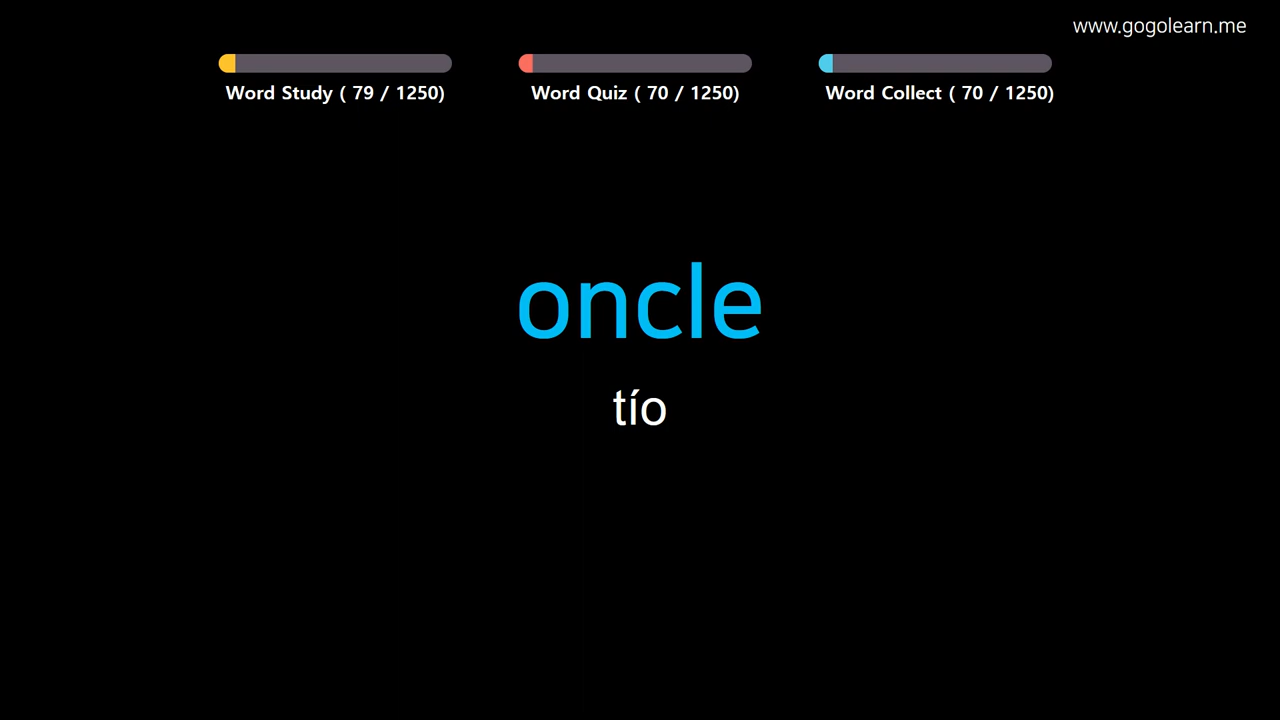 www.gogolearn.me
Word Study ( 79 / 1250)
Word Quiz ( 70 / 1250)
Word Collect ( 70 / 1250)
oncle
tío